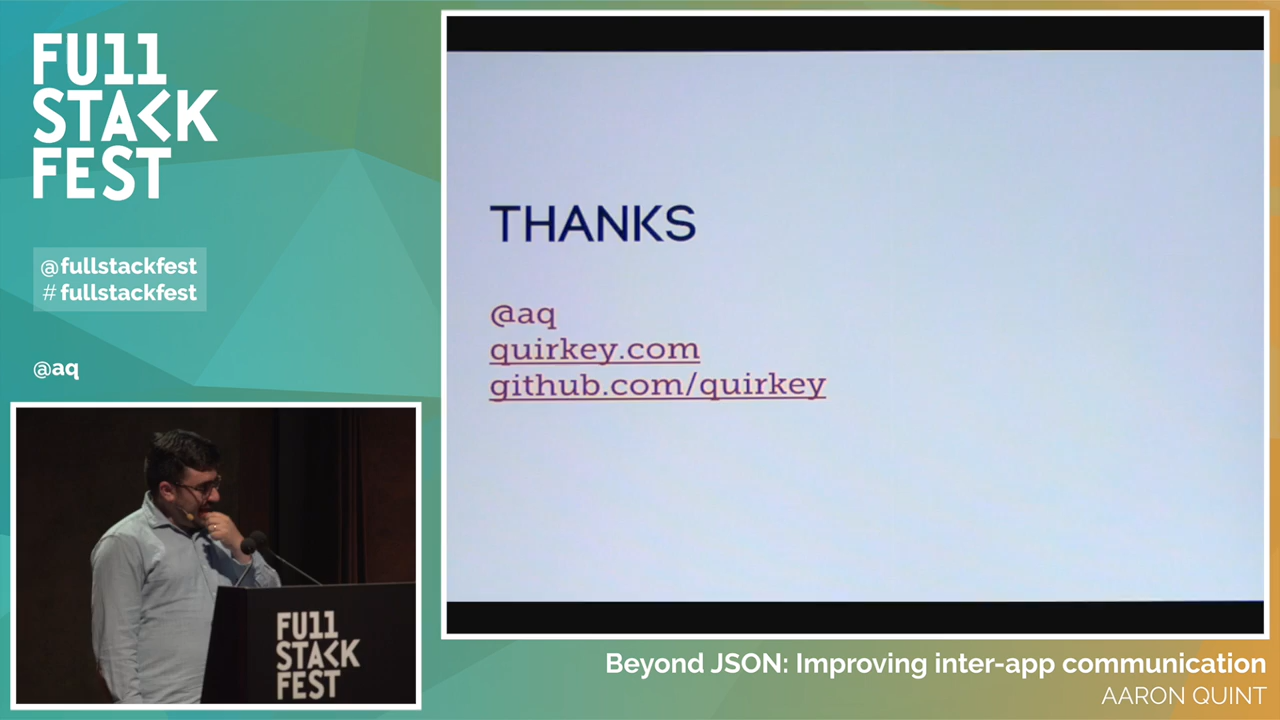 FU11
STACK
FEST
@fullstackfest
# fullstackfest
@aq
THANKS
@aq
quirkey.com
github.com/quirkey
FU11
STACK
FEST
Beyond JSON: Improving inter-app communication
AARON QUINT